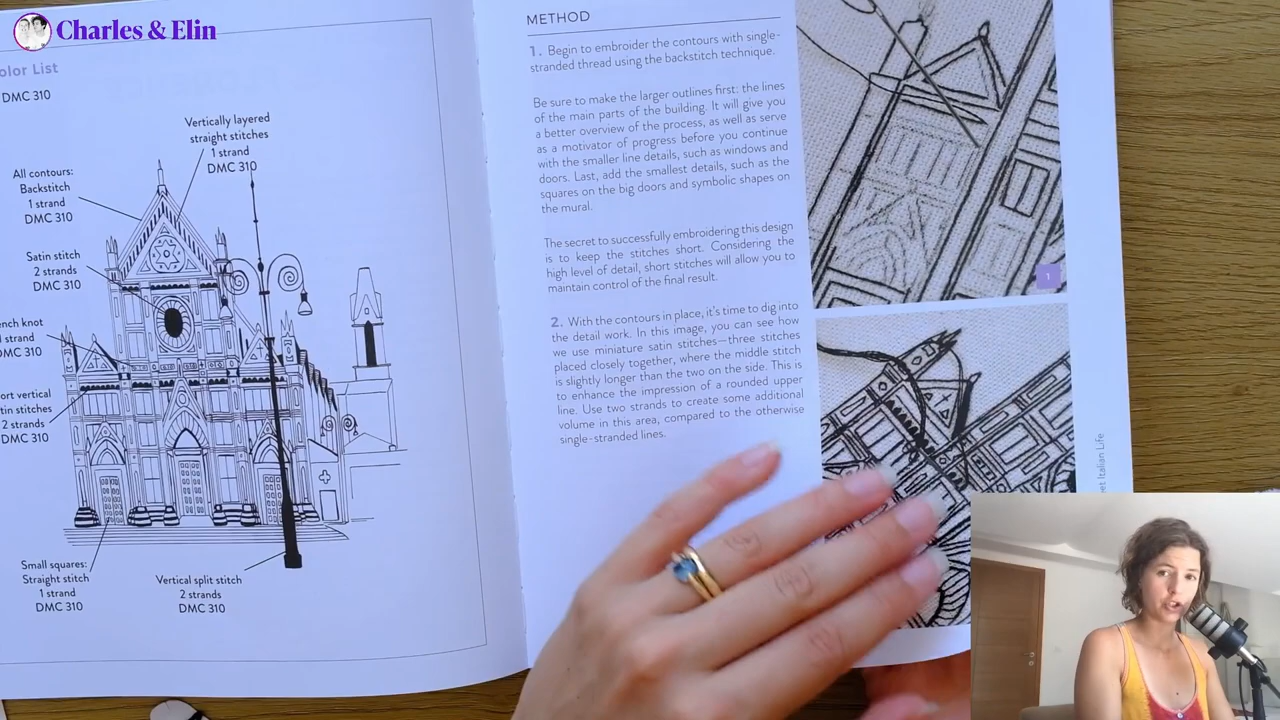 Charles & Elin
olor List
DMC 310
Vertically layered
straight stitches
1 strand
DMC 310
All contours:
Backstitch
1 strand
DMC 310
Satin stitch
2 strands
DMC 310
ench knot
strand
DMC 310
ort vertical
tin stitches
2 strands
DMC 310
Small squares:
Straight stitch
1 strand
DMC 310
Vertical split stitch
2 strands
DMC 310
METHOD
1. Begin to embroider the contours with single-
stranded thread using the backstitch technique.
Be sure to make the larger outlines first: the lines
of the main parts of the building. It will give you
a better overview of the process, as well as serve
as a motivator of progress before you continue
with the smaller line details, such as windows and
doors. Last, add the smallest details, such as the
squares on the big doors and symbolic shapes on
the mural.
The secret to successfully embroidering this design
is to keep the stitches short. Considering the
high level of detail, short stitches will allow you to
maintain control of the final result.
2. With the contours in place, it's time to dig into
the detail work. In this image, you can see how
we use miniature satin stitches—three stitches
placed closely together, where the middle stitch
is slightly longer than the two on the side. This is
to enhance the impression of a rounded upper
line. Use two strands to create some additional
volume in this area, compared to the otherwise
single-stranded lines.
1
et Italian Life